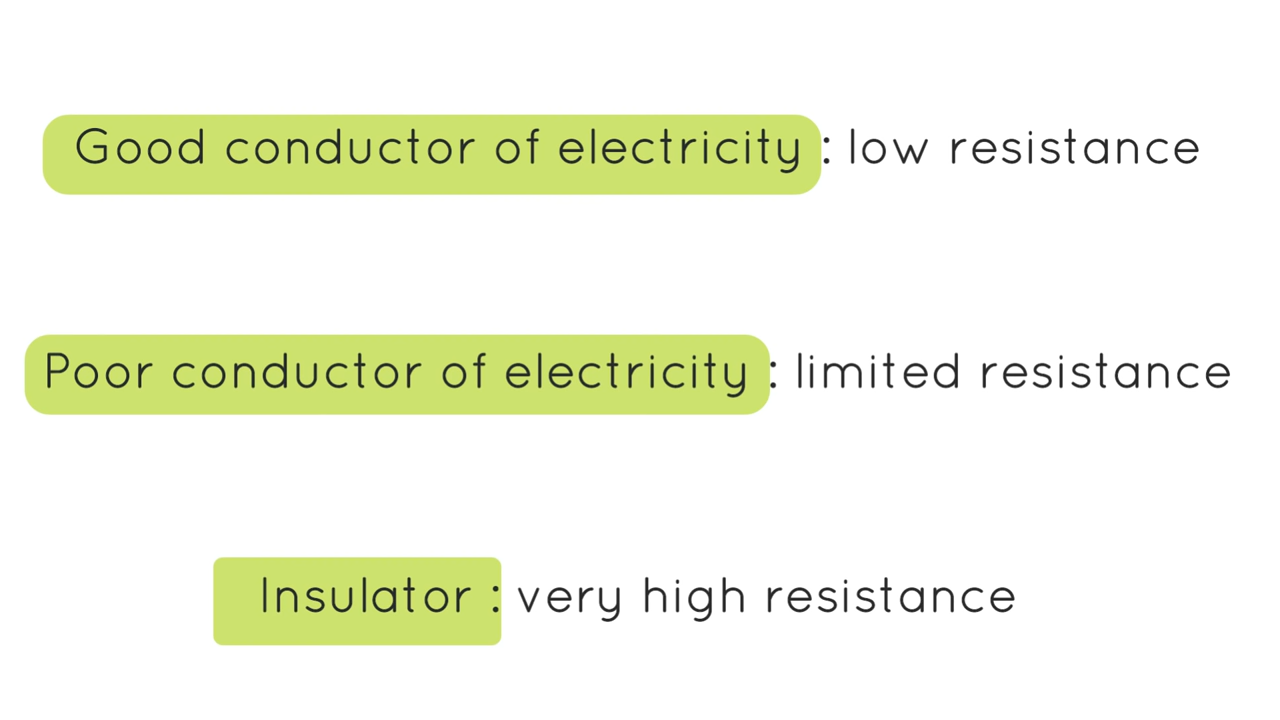 Good conductor of electricity : low resistance
Poor conductor of electricity : limited resistance
Insulator : very high resistance